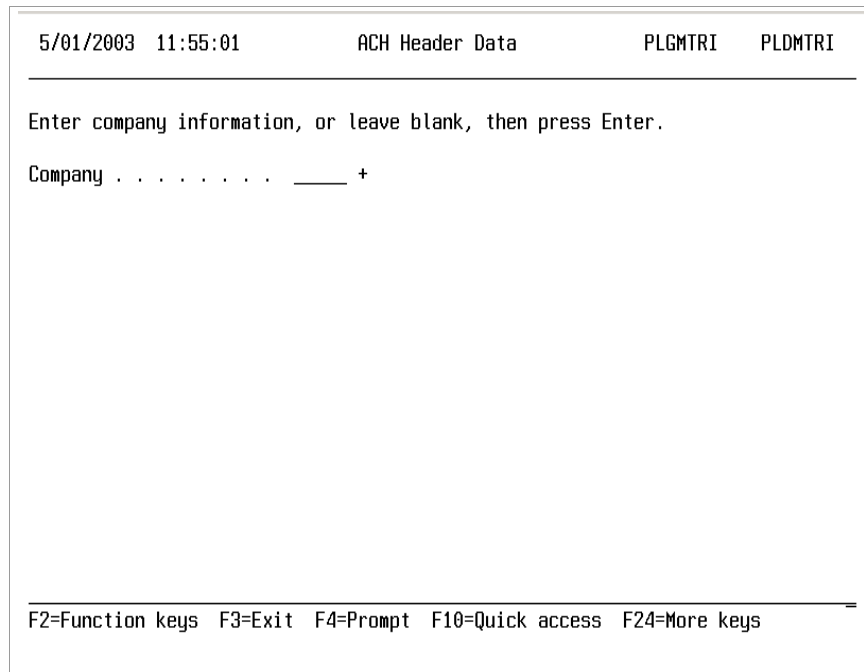 5/01/2003 11:55:01 ACH Header Data PLGMTRI PLDMTRI
Enter company information, or leave blank, then press Enter.
Company . . . . . . . . _____ +
F2=Function keys F3=Exit F4=Prompt F10=Quick access F24=More keys